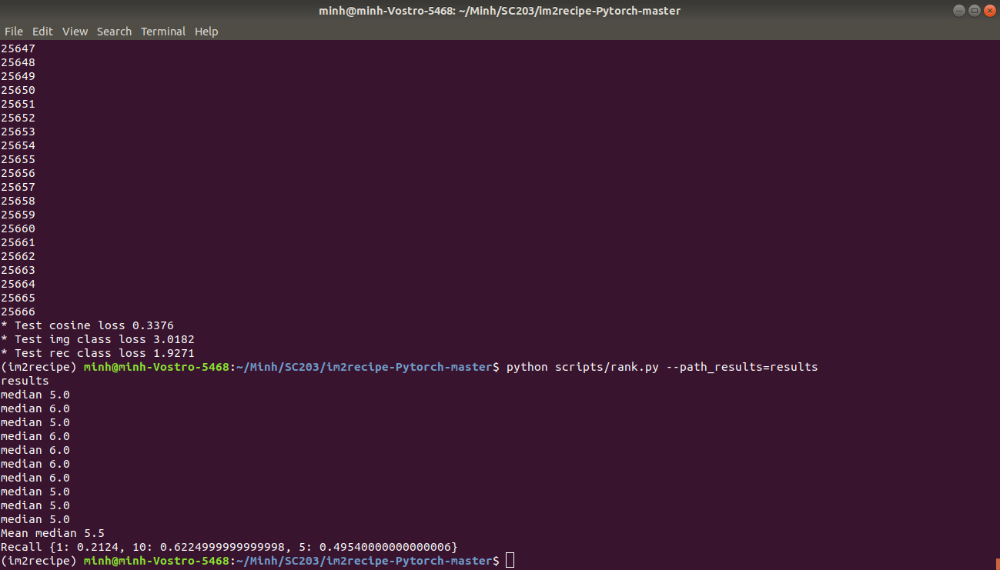 minh@minh-Vostro-5468: ~/Minh/SC203/im2recipe-Pytorch-master
File Edit View Search Terminal Help
25647
25648
25649
25650
25651
25652
25653
25654
25655
25656
25657
25658
25659
25660
25661
25662
25663
25664
25665
25666
* Test cosine loss 0.3376
* Test img class loss 3.0182
* Test rec class loss 1.9271
(im2recipe) minh@minh-Vostro-5468:~/Minh/SC203/im2recipe-Pytorch-master$ python scripts/rank.py --path_results=results
results
median 5.0
median 6.0
median 5.0
median 6.0
median 6.0
median 6.0
median 6.0
median 5.0
median 5.0
median 5.0
Mean median 5.5
Recall {1: 0.2124, 10: 0.6224999999999998, 5: 0.49540000000000006}
(im2recipe) minh@minh-Vostro-5468:~/Minh/SC203/im2recipe-Pytorch-master$